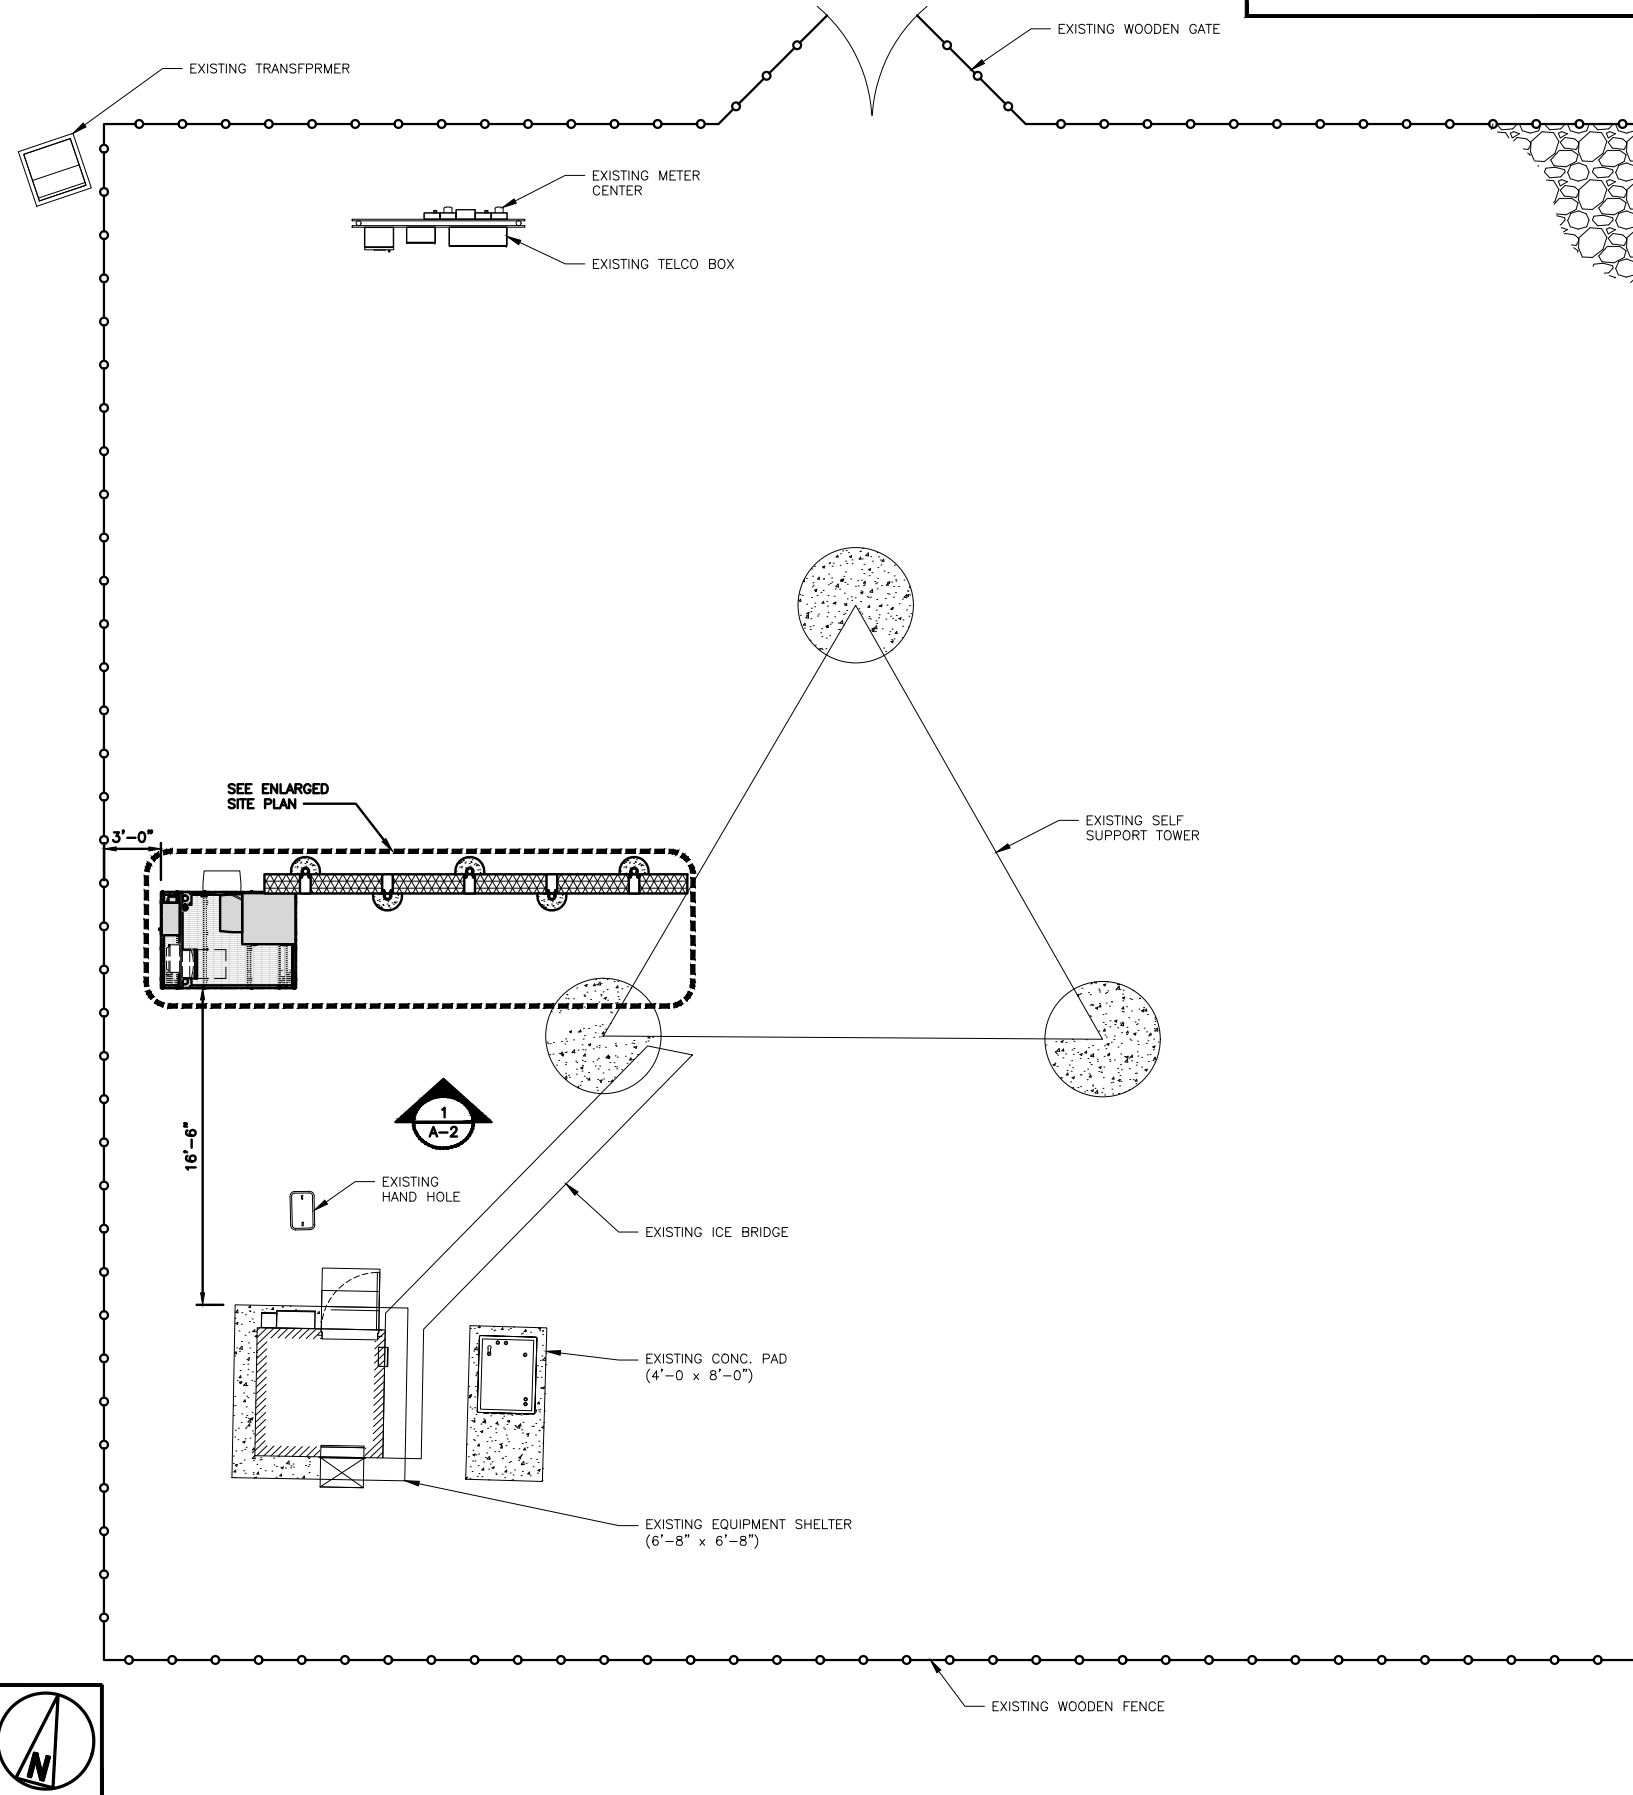 EXISTING WOODEN GATE
EXISTING TRANSFPRMER
EXISTING METER
CENTER
EXISTING TELCO BOX
SEE ENLARGED
SITE PLAN
3'-0"
EXISTING SELF
SUPPORT TOWER
1
A-2
16'-6"
EXISTING
HAND HOLE
EXISTING ICE BRIDGE
EXISTING CONC. PAD
(4'-0 x 8'-0")
EXISTING EQUIPMENT SHELTER
(6'-8" x 6'-8")
EXISTING WOODEN FENCE
N